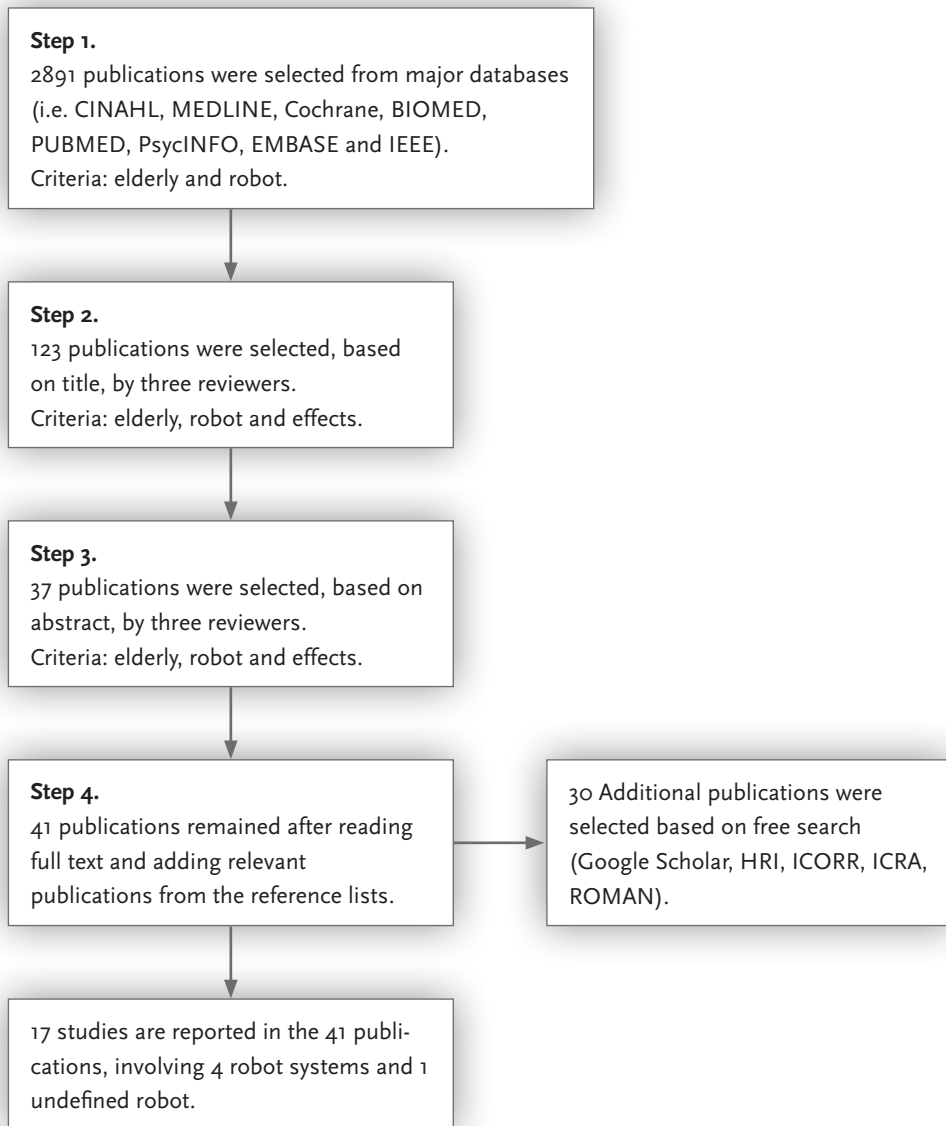 Step 1.
2891 publications were selected from major databases
(i.e. CINAHL, MEDLINE, Cochrane, BIOMED,
PUBMED, PsycINFO, EMBASE and IEEE).
Criteria: elderly and robot.
Step 2.
123 publications were selected, based
on title, by three reviewers.
Criteria: elderly, robot and effects.
Step 3.
37 publications were selected, based on
abstract, by three reviewers.
Criteria: elderly, robot and effects.
Step 4.
41 publications remained after reading
full text and adding relevant
publications from the reference lists.
30 Additional publications were
selected based on free search
(Google Scholar, HRI, ICORR, ICRA,
ROMAN).
17 studies are reported in the 41 publi-
cations, involving 4 robot systems and 1
undefined robot.